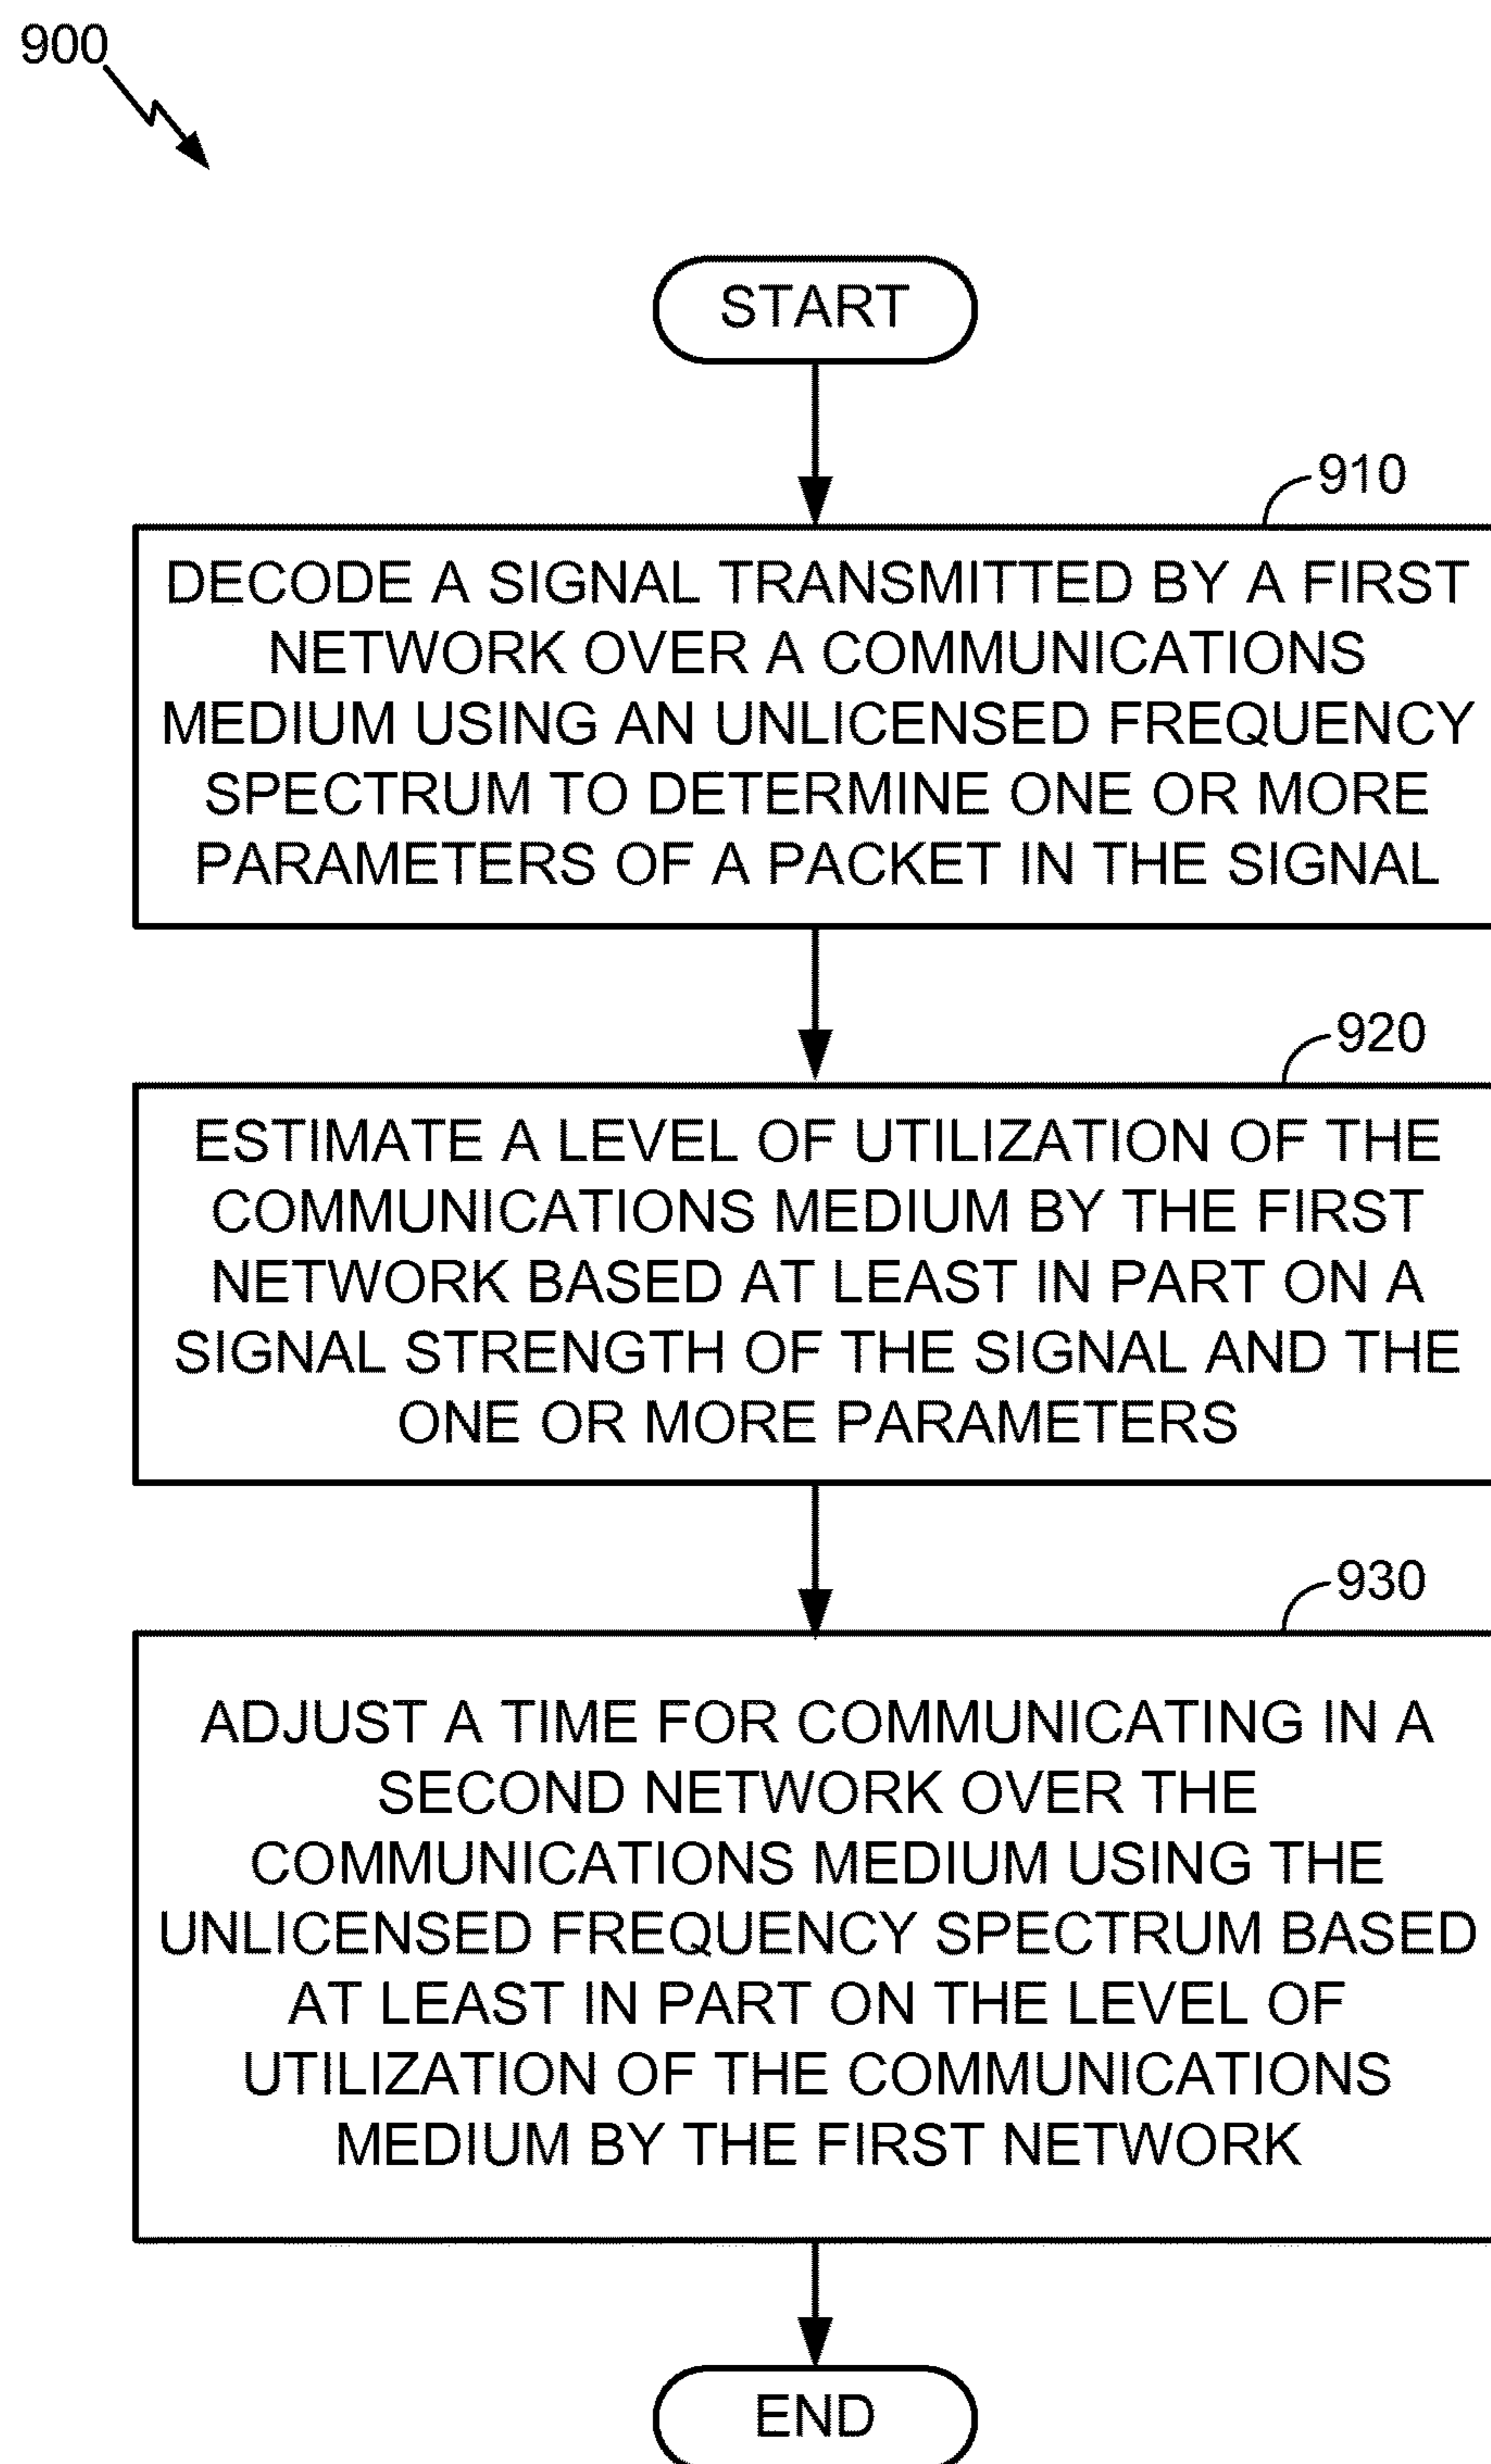 900
START
910
DECODE A SIGNAL TRANSMITTED BY A FIRST
NETWORK OVER A COMMUNICATIONS
MEDIUM USING AN UNLICENSED FREQUENCY
SPECTRUM TO DETERMINE ONE OR MORE
PARAMETERS OF A PACKET IN THE SIGNAL
920
ESTIMATE A LEVEL OF UTILIZATION OF THE
COMMUNICATIONS MEDIUM BY THE FIRST
NETWORK BASED AT LEAST IN PART ON A
SIGNAL STRENGTH OF THE SIGNAL AND THE
ONE OR MORE PARAMETERS
930
ADJUST A TIME FOR COMMUNICATING IN A
SECOND NETWORK OVER THE
COMMUNICATIONS MEDIUM USING THE
UNLICENSED FREQUENCY SPECTRUM BASED
AT LEAST IN PART ON THE LEVEL OF
UTILIZATION OF THE COMMUNICATIONS
MEDIUM BY THE FIRST NETWORK
END